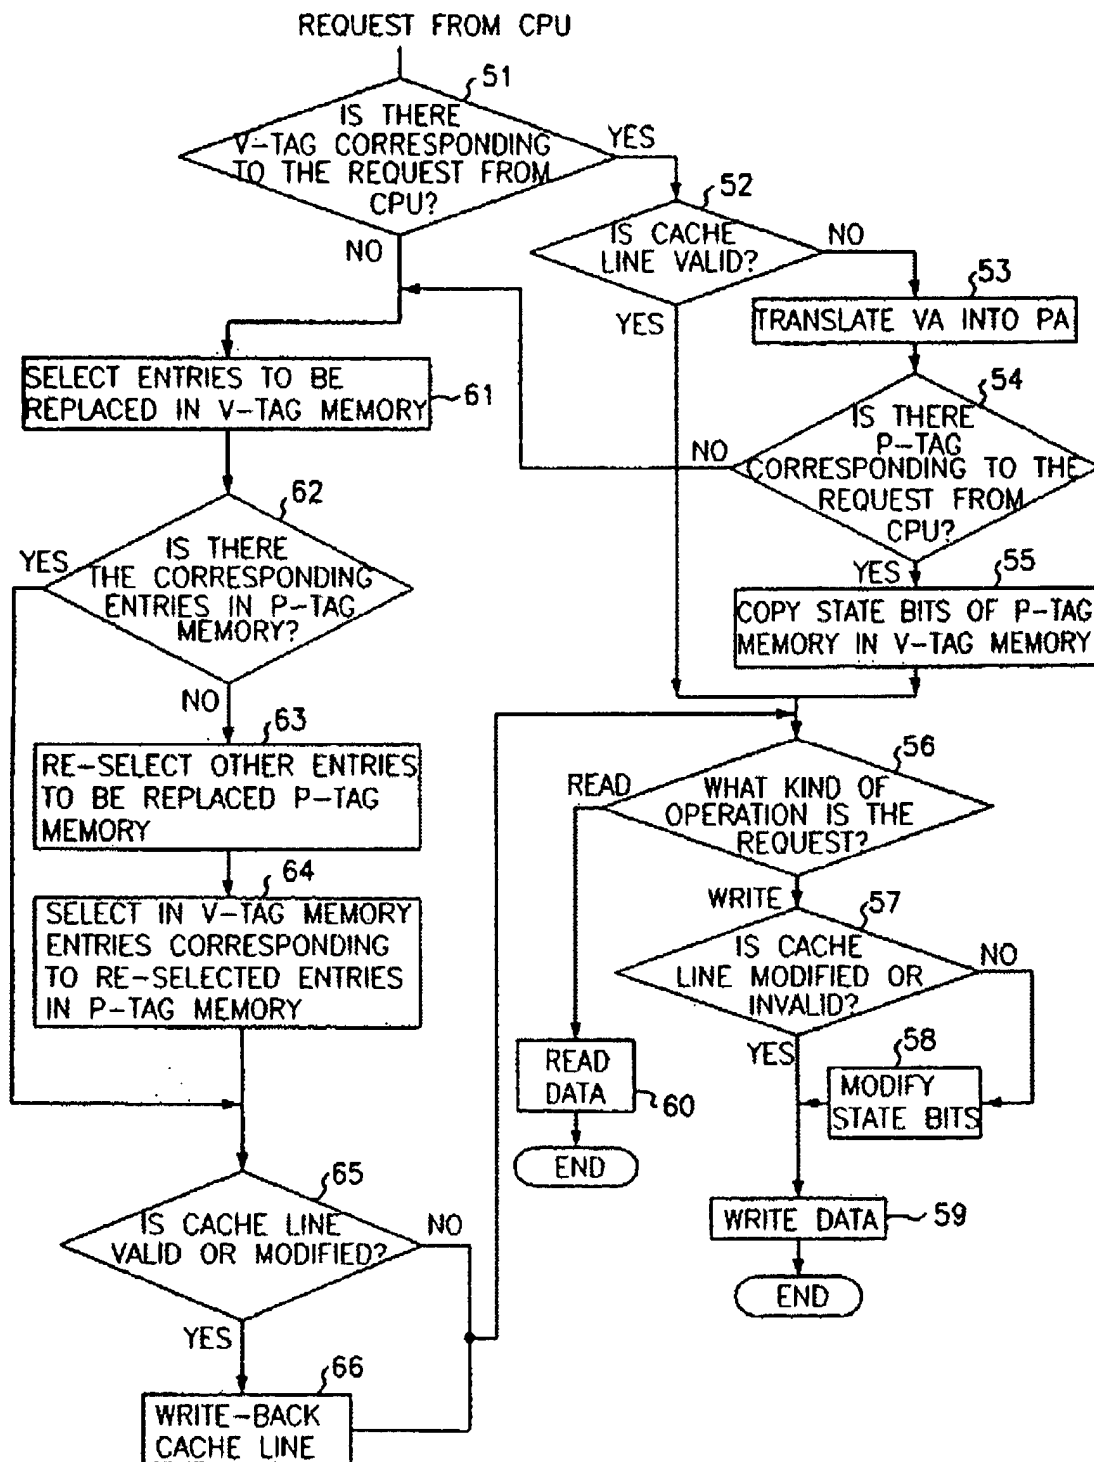 REQUEST FROM CPU
51
IS THERE
V-TAG CORRESPONDING
TO THE REQUEST FROM
CPU?
YES
NO
52
IS CACHE
LINE VALID?
NO
YES
53
TRANSLATE VA INTO PA
54
IS THERE
P-TAG
CORRESPONDING TO THE
REQUEST FROM
CPU?
NO
YES
55
COPY STATE BITS OF P-TAG
MEMORY IN V-TAG MEMORY
SELECT ENTRIES TO BE
REPLACED IN V-TAG MEMORY
61
62
IS THERE
THE CORRESPONDING
ENTRIES IN P-TAG
MEMORY?
YES
NO
63
RE-SELECT OTHER ENTRIES
TO BE REPLACED P-TAG
MEMORY
64
SELECT IN V-TAG MEMORY
ENTRIES CORRESPONDING
TO RE-SELECTED ENTRIES
IN P-TAG MEMORY
56
WHAT KIND OF
OPERATION IS THE
REQUEST?
READ
WRITE
57
IS CACHE
LINE MODIFIED OR
INVALID?
NO
YES
58
MODIFY
STATE BITS
READ
DATA
60
END
WRITE DATA
59
END
65
IS CACHE LINE
VALID OR MODIFIED?
NO
YES
66
WRITE-BACK
CACHE LINE